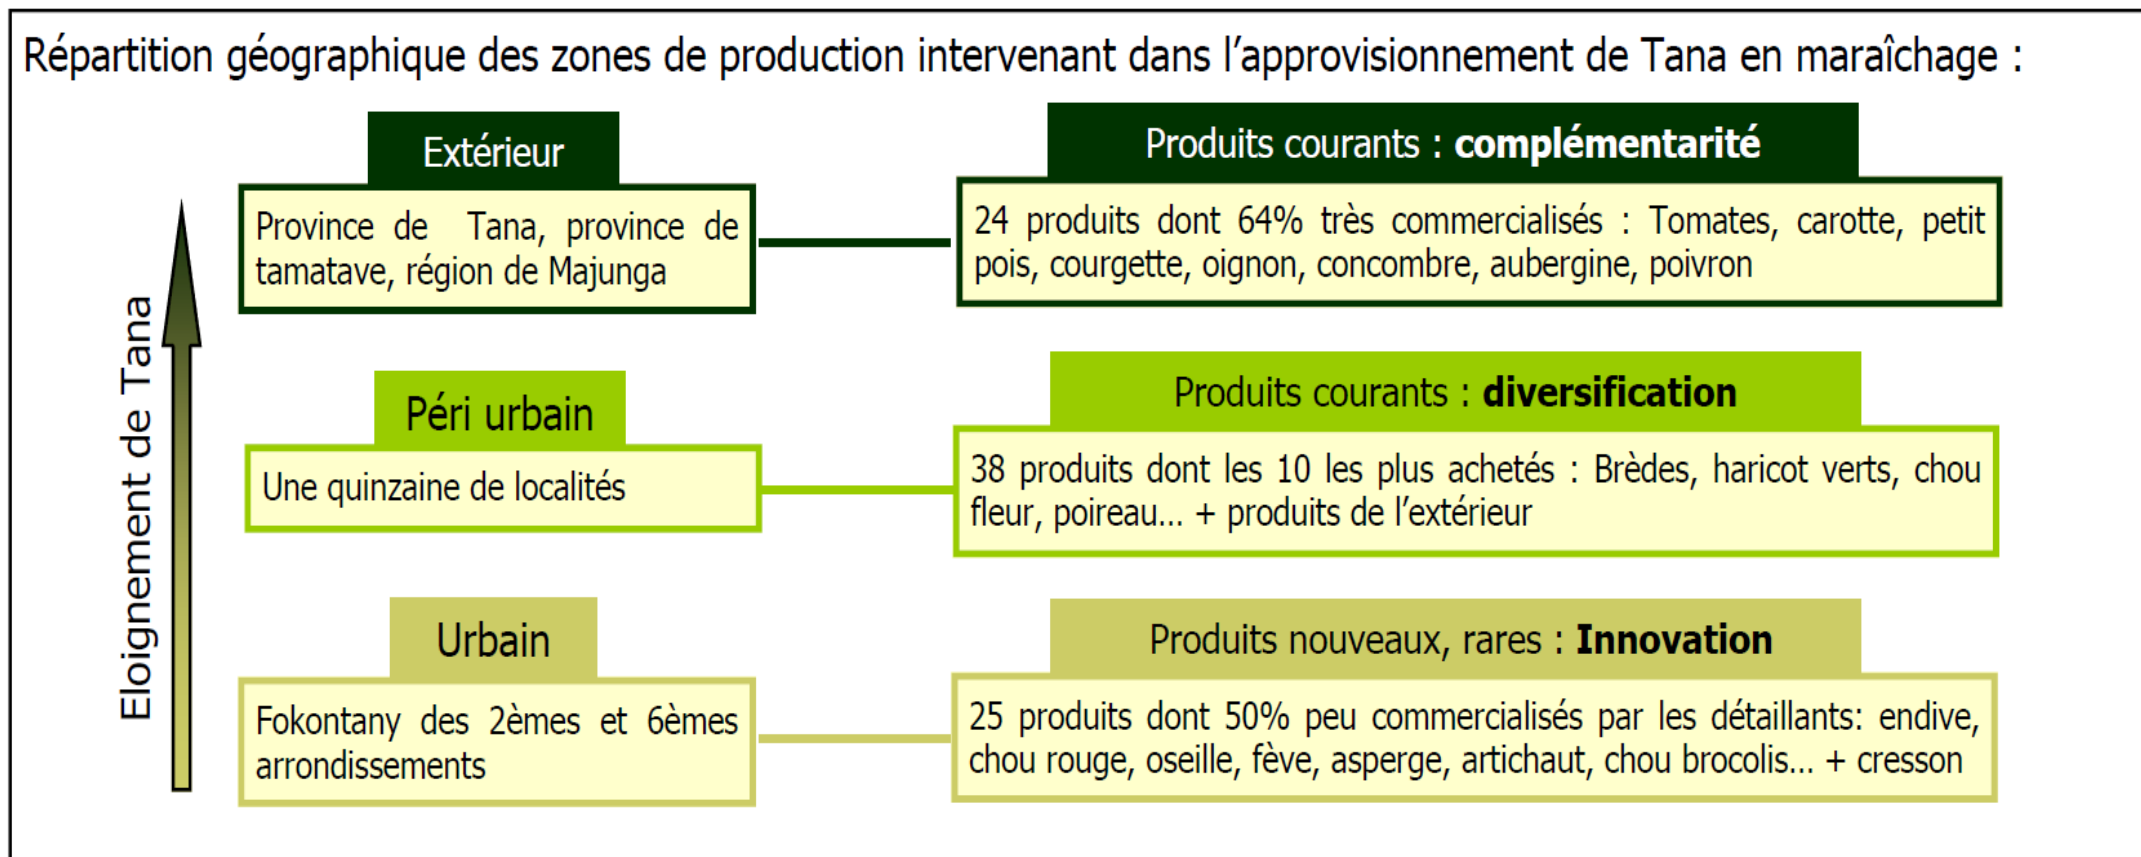 Répartition géographique des zones de production intervenant dans l’approvisionnement de Tana en maraîchage :
Eloignement de Tana
Extérieur
Province de Tana, province de
tamatave, région de Majunga
Produits courants : complémentarité
24 produits dont 64% très commercialisés : Tomates, carotte, petit
pois, courgette, oignon, concombre, aubergine, poivron
Péri urbain
Une quinzaine de localités
Produits courants : diversification
38 produits dont les 10 les plus achetés : Brèdes, haricot verts, chou
fleur, poireau... + produits de l’extérieur
Urbain
Fokontany des 2èmes et 6èmes
arrondissements
Produits nouveaux, rares : Innovation
25 produits dont 50% peu commercialisés par les détaillants: endive,
chou rouge, oseille, fève, asperge, artichaut, chou brocolis... + cresson